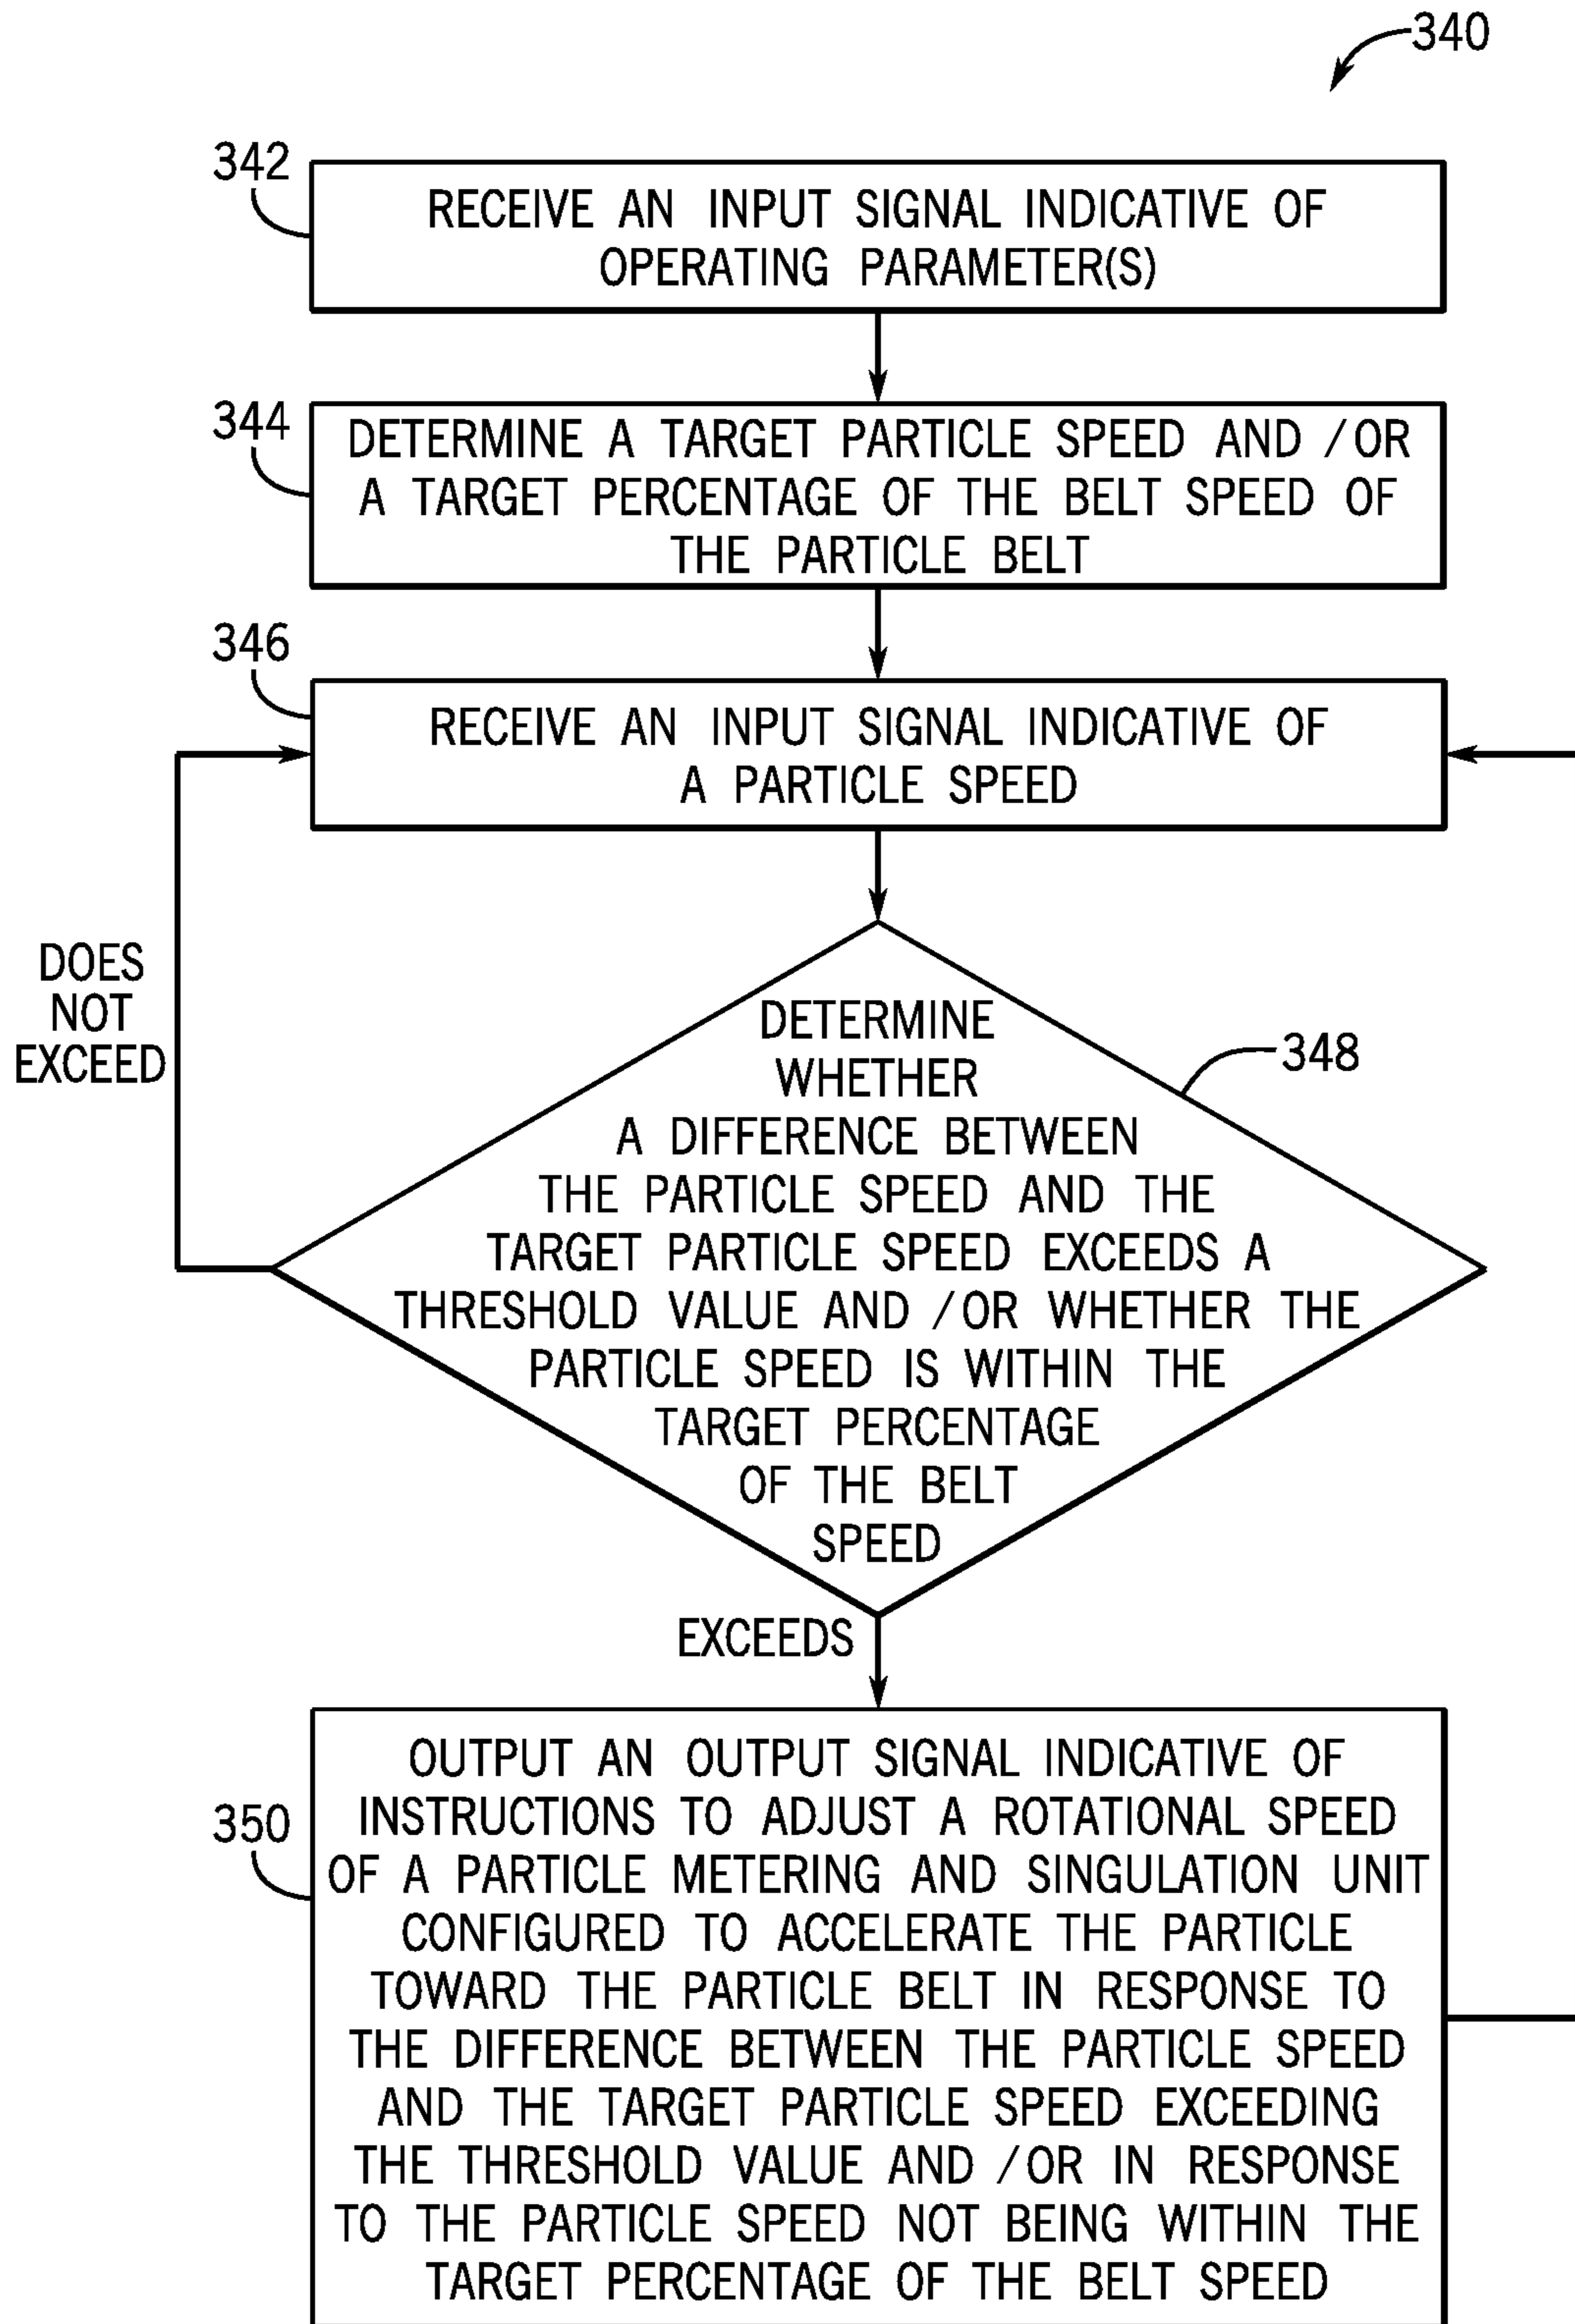 340
342
RECEIVE AN INPUT SIGNAL INDICATIVE OF
OPERATING PARAMETER(S)
344
DETERMINE A TARGET PARTICLE SPEED AND /OR
A TARGET PERCENTAGE OF THE BELT SPEED OF
THE PARTICLE BELT
346
RECEIVE AN INPUT SIGNAL INDICATIVE OF
A PARTICLE SPEED
DOES
NOT
EXCEED
348
DETERMINE
WHETHER
A DIFFERENCE BETWEEN
THE PARTICLE SPEED AND THE
TARGET PARTICLE SPEED EXCEEDS A
THRESHOLD VALUE AND /OR WHETHER THE
PARTICLE SPEED IS WITHIN THE
TARGET PERCENTAGE
OF THE BELT
SPEED
EXCEEDS
350
OUTPUT AN OUTPUT SIGNAL INDICATIVE OF
INSTRUCTIONS TO ADJUST A ROTATIONAL SPEED
OF A PARTICLE METERING AND SINGULATION UNIT
CONFIGURED TO ACCELERATE THE PARTICLE
TOWARD THE PARTICLE BELT IN RESPONSE TO
THE DIFFERENCE BETWEEN THE PARTICLE SPEED
AND THE TARGET PARTICLE SPEED EXCEEDING
THE THRESHOLD VALUE AND /OR IN RESPONSE
TO THE PARTICLE SPEED NOT BEING WITHIN THE
TARGET PERCENTAGE OF THE BELT SPEED